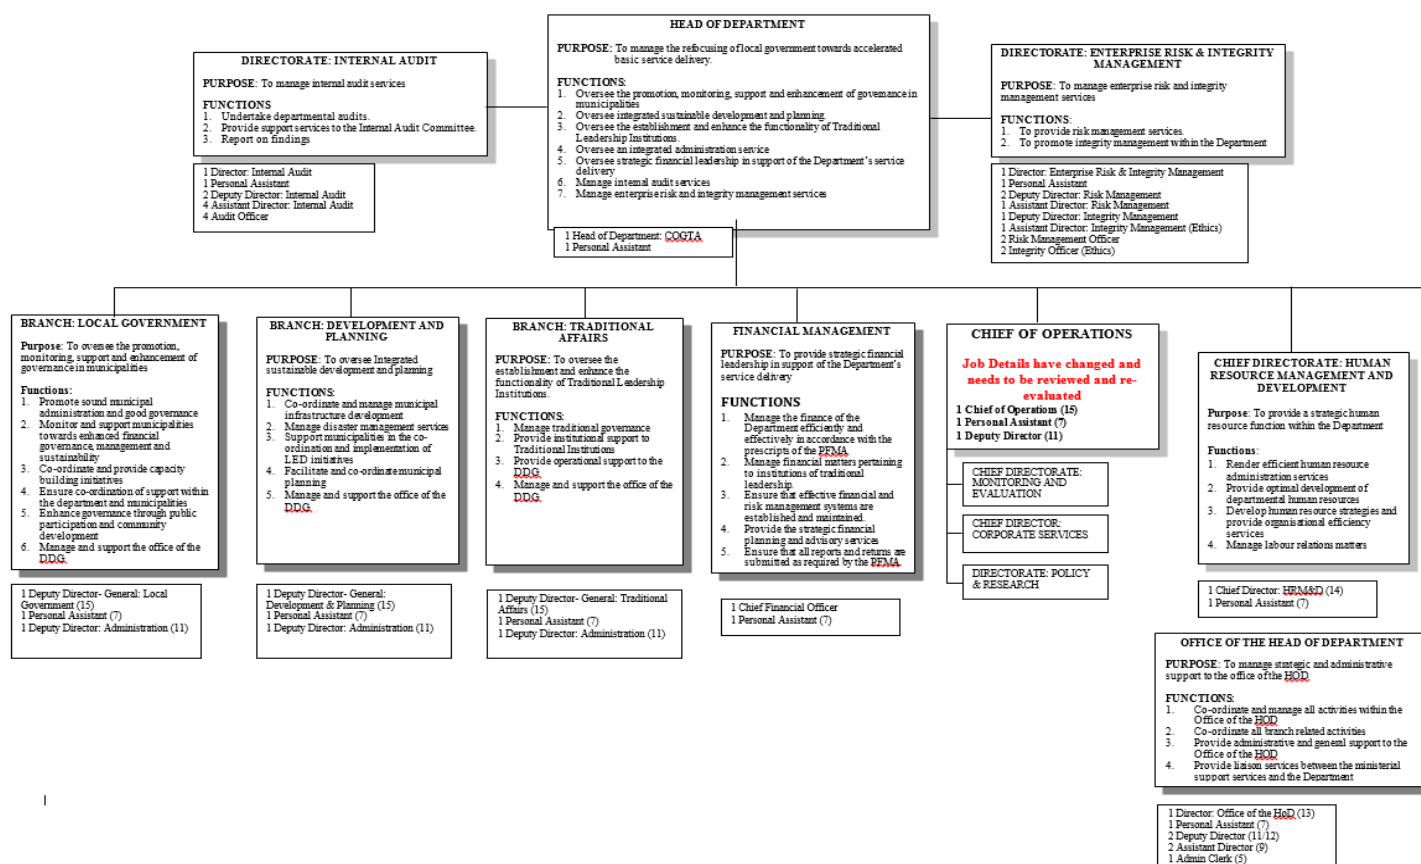 HEAD OF DEPARTMENT
PURPOSE: To manage the refocusing of local government towards accelerated
basic service delivery.
FUNCTIONS:
1. Oversee the promotion, monitoring, support and enhancement of governance in
municipalities
2. Oversee integrated sustainable development and planning.
3. Oversee the establishment and enhance the functionality of Traditional
Leadership Institutions.
4. Oversee an integrated administration service
5. Oversee strategic financial leadership in support of the Department's service
delivery
6. Manage internal audit services
7. Manage enterprise risk and integrity management services
1 Head of Department: COGTA
1 Personal Assistant
DIRECTORATE: INTERNAL AUDIT
PURPOSE: To manage internal audit services
FUNCTIONS
1. Undertake departmental audits.
2. Provide support services to the Internal Audit Committee.
3. Report on findings
1 Director: Internal Audit
1 Personal Assistant
2 Deputy Director: Internal Audit
4 Assistant Director: Internal Audit
4 Audit Officer
DIRECTORATE: ENTERPRISE RISK & INTEGRITY
MANAGEMENT
PURPOSE: To manage enterprise risk and integrity
management services
FUNCTIONS:
1. To provide risk management services.
2. To promote integrity management within the Department
1 Director: Enterprise Risk & Integrity Management
1 Personal Assistant
2 Deputy Director: Risk Management
1 Assistant Director: Risk Management
1 Deputy Director: Integrity Management
1 Assistant Director: Integrity Management (Ethics)
2 Risk Management Officer
2 Integrity Officer (Ethics)
BRANCH: LOCAL GOVERNMENT
Purpose: To oversee the promotion,
monitoring, support and enhancement of
governance in municipalities
Functions:
1. Promote sound municipal
administration and good governance
2. Monitor and support municipalities
towards enhanced financial
governance, management and
sustainability
3. Co-ordinate and provide capacity
building initiatives
4. Ensure co-ordination of support within
the department and municipalities
5. Enhance governance through public
participation and community
development
6. Manage and support the office of the
DDG.
1 Deputy Director- General: Local
Government (15)
1 Personal Assistant (7)
1 Deputy Director: Administration (11)
BRANCH: DEVELOPMENT AND
PLANNING
PURPOSE: To oversee Integrated
sustainable development and planning
FUNCTIONS:
1. Co-ordinate and manage municipal
infrastructure development
2. Manage disaster management services
3. Support municipalities in the co-
ordination and implementation of
LED initiatives
4. Facilitate and co-ordinate municipal
planning
5. Manage and support the office of the
DDG.
1 Deputy Director- General:
Development & Planning (15)
1 Personal Assistant (7)
1 Deputy Director: Administration (11)
BRANCH: TRADITIONAL
AFFAIRS
PURPOSE: To oversee the
establishment and enhance the
functionality of Traditional Leadership
Institutions.
FUNCTIONS:
1. Manage traditional governance
2. Provide institutional support to
Traditional Institutions
3. Provide operational support to the
DDG.
4. Manage and support the office of the
DDG.
1 Deputy Director- General: Traditional
Affairs (15)
1 Personal Assistant (7)
1 Deputy Director: Administration (11)
FINANCIAL MANAGEMENT
PURPOSE: To provide strategic financial
leadership in support of the Department's
service delivery
FUNCTIONS
1. Manage the finance of the
Department efficiently and
effectively in accordance with the
prescripts of the PFMA.
2. Manage financial matters pertaining
to institutions of traditional
leadership.
3. Ensure that effective financial and
risk management systems are
established and maintained.
4. Provide the strategic financial
planning and advisory services
5. Ensure that all reports and returns are
submitted as required by the PFMA.
1 Chief Financial Officer
1 Personal Assistant (7)
CHIEF OF OPERATIONS
Job Details have changed and
needs to be reviewed and re-
evaluated
1 Chief of Operations (15)
1 Personal Assistant (7)
1 Deputy Director (11)
CHIEF DIRECTORATE:
MONITORING AND
EVALUATION
CHIEF DIRECTOR:
CORPORATE SERVICES
DIRECTORATE: POLICY
& RESEARCH
CHIEF DIRECTORATE: HUMAN
RESOURCE MANAGEMENT AND
DEVELOPMENT
Purpose: To provide a strategic human
resource function within the Department
Functions:
1. Render efficient human resource
administration services
2. Provide optimal development of
departmental human resources
3. Develop human resource strategies and
provide organisational efficiency
services
4. Manage labour relations matters
1 Chief Director: HRM&D (14)
1 Personal Assistant (7)
OFFICE OF THE HEAD OF DEPARTMENT
PURPOSE: To manage strategic and administrative
support to the office of the HOD.
FUNCTIONS:
1. Co-ordinate and manage all activities within the
Office of the HOD
2. Co-ordinate all branch related activities
3. Provide administrative and general support to the
Office of the HOD
4. Provide liaison services between the ministerial
support services and the Department
1 Director: Office of the HoD (13)
1 Personal Assistant (7)
2 Deputy Director (11/12)
2 Assistant Director (9)
1 Admin Clerk (5)